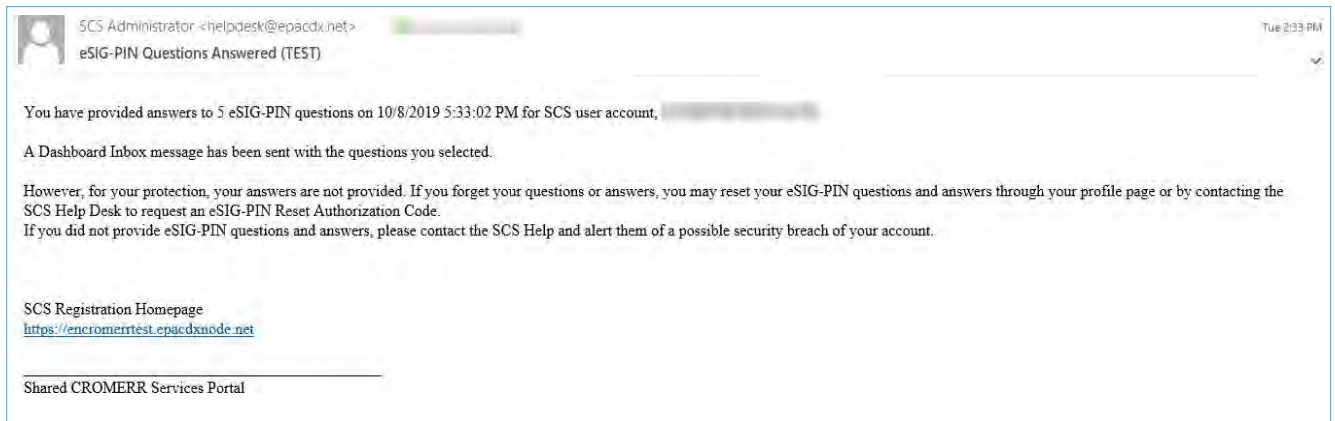 SCS Administrator <helpdesk@epacdx.net>
Tue 2:33 PM
eSIG-PIN Questions Answered (TEST)
You have provided answers to 5 eSIG-PIN questions on 10/8/2019 5:33:02 PM for SCS user account,
A Dashboard Inbox message has been sent with the questions you selected.
However, for your protection, your answers are not provided. If you forget your questions or answers, you may reset your eSIG-PIN questions and answers through your profile page or by contacting the
SCS Help Desk to request an eSIG-PIN Reset Authorization Code.
If you did not provide eSIG-PIN questions and answers, please contact the SCS Help and alert them of a possible security breach of your account.
SCS Registration Homepage
https://encromerrtest.epacdxnode.net
Shared CROMERR Services Portal